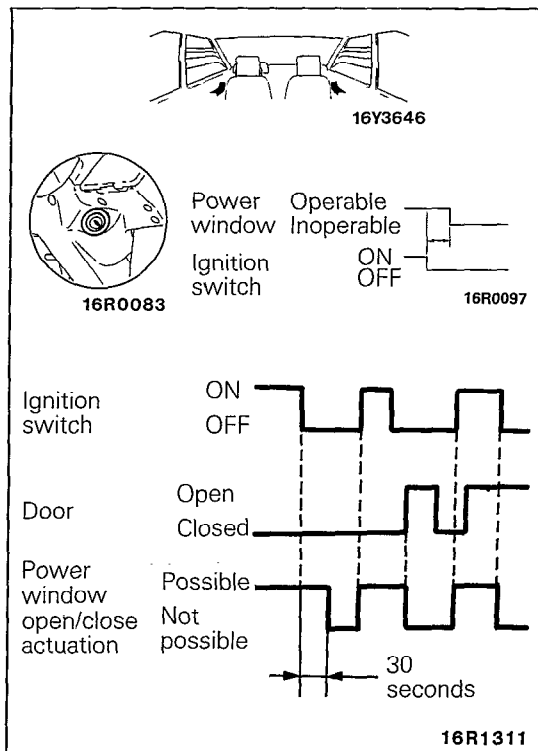 16Y3646
16R0083
Power Operable
window Inoperable
Ignition ON
switch OFF
16R0097
Ignition ON
switch OFF
Door Open
Closed
Power Possible
window Not
open/close possible
actuation
30
seconds
16R1311